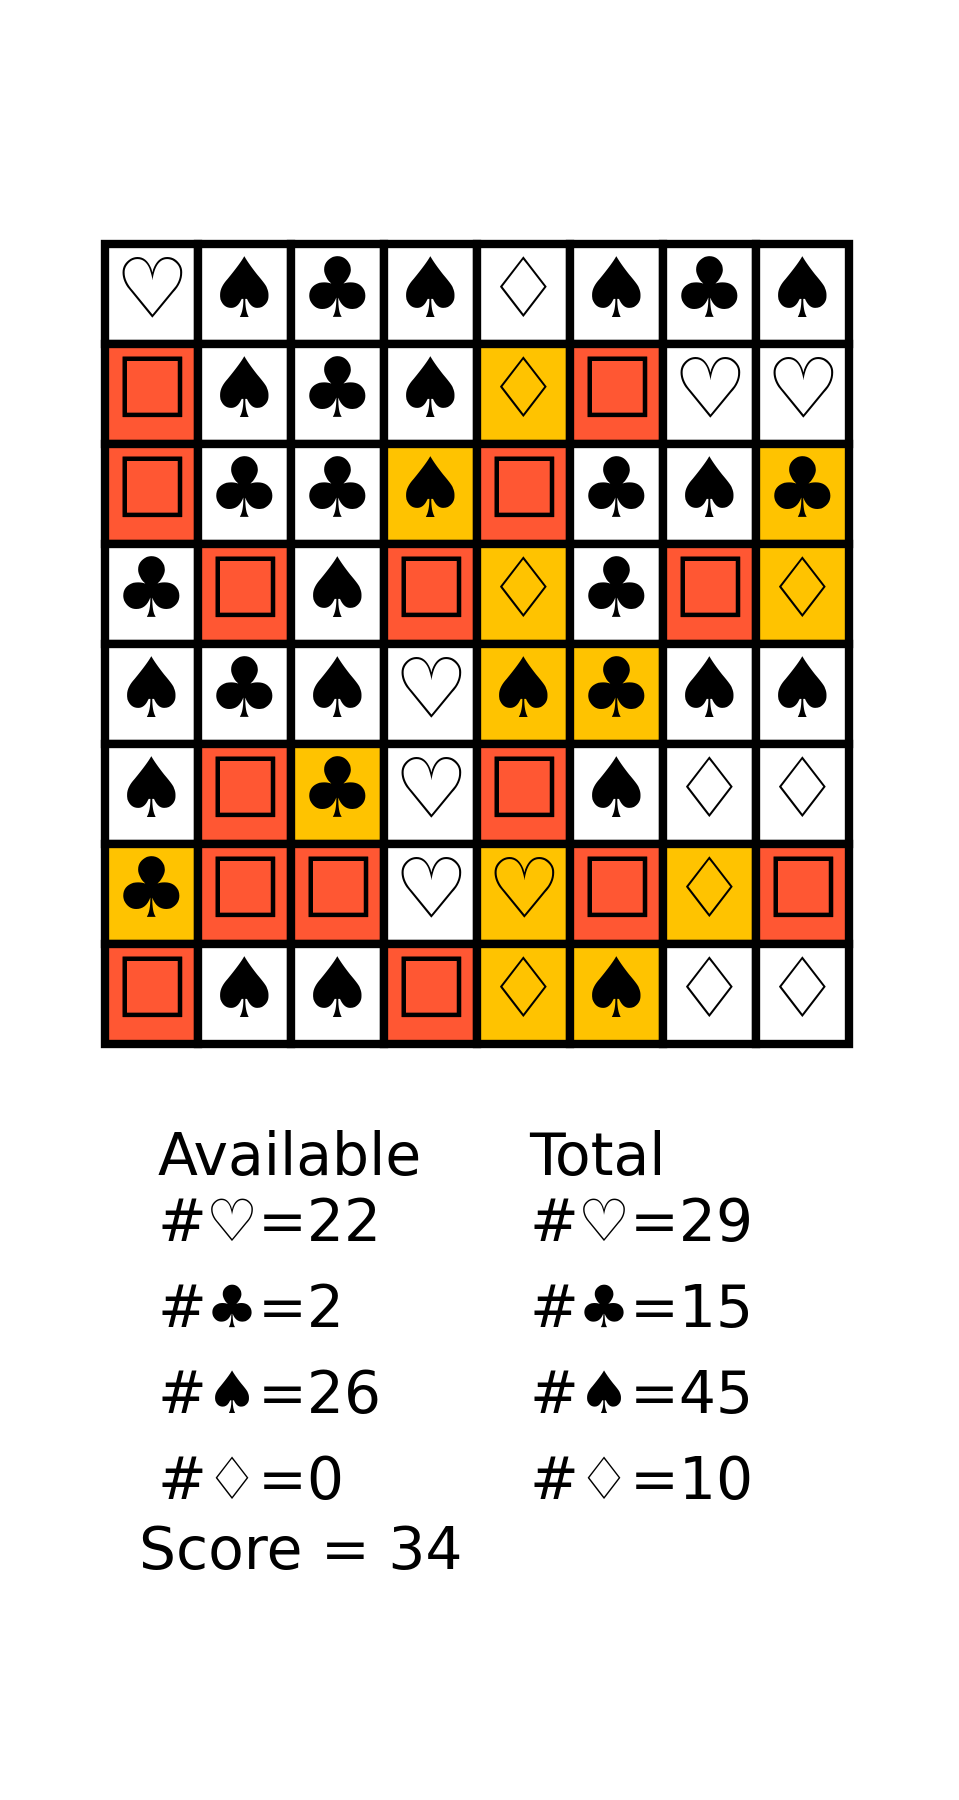 ♡ ♠ ♣ ♠ ♢ ♠ ♣ ♠
□ ♠ ♣ ♠ ♢ □ ♡ ♡
□ ♣ ♣ ♠ □ ♣ ♠ ♣
♣ □ ♠ □ ♢ ♣ □ ♢
♠ ♣ ♠ ♡ ♠ ♣ ♠ ♠
♠ □ ♣ ♡ □ ♠ ♢ ♢
♣ □ □ ♡ ♡ □ ♢ □
□ ♠ ♠ □ ♢ ♠ ♢ ♢
Available Total
#♡=22 #♡=29
#♣=2 #♣=15
#♠=26 #♠=45
#♢=0 #♢=10
Score = 34